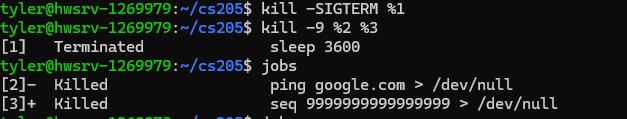 tyler@hwsrv-1269979:~/cs205$ kill -SIGTERM %1
tyler@hwsrv-1269979:~/cs205$ kill -9 %2 %3
[1]   Terminated              sleep 3600
tyler@hwsrv-1269979:~/cs205$ jobs
[2]-  Killed                  ping google.com > /dev/null
[3]+  Killed                  seq 9999999999999999 > /dev/null